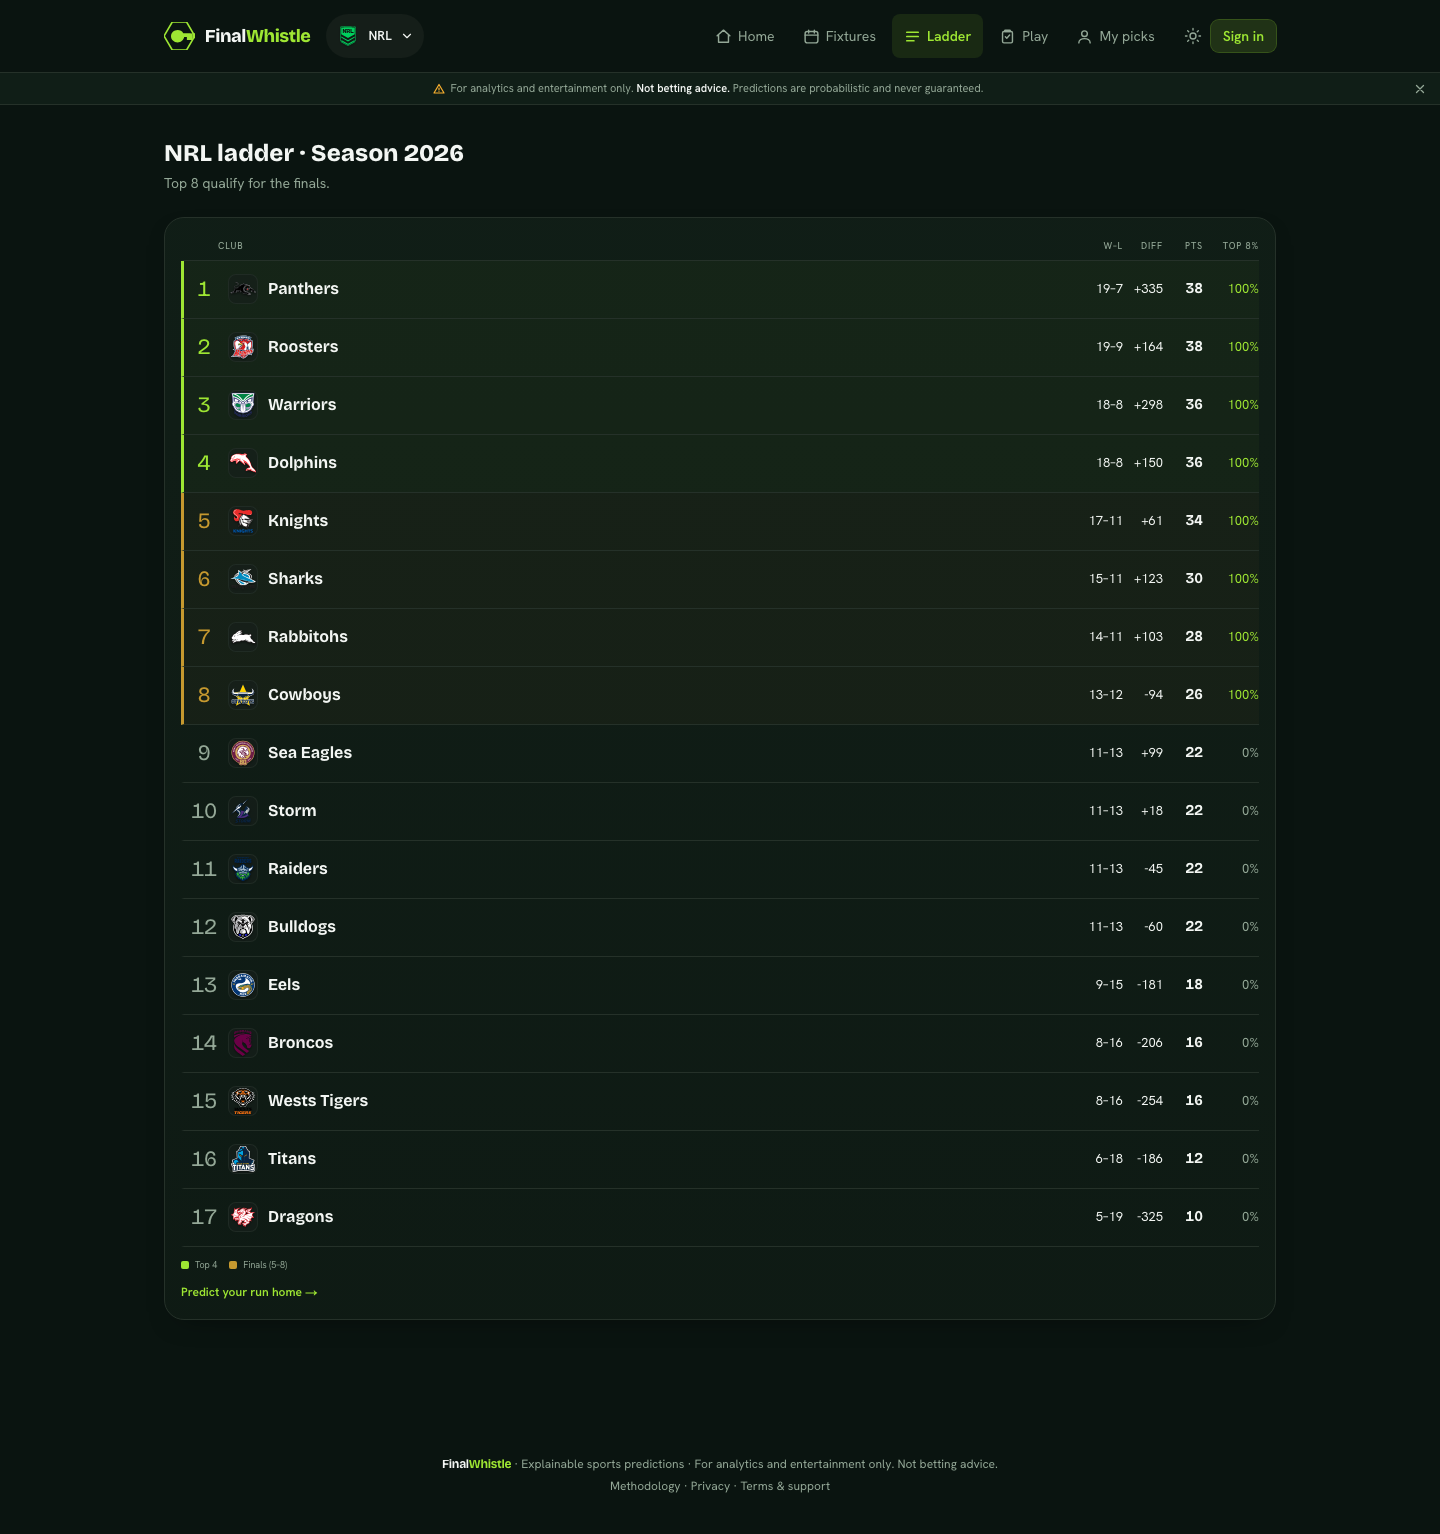 FinalWhistle NRL Home Fixtures Ladder Play My picks Sign in
For analytics and entertainment only. Not betting advice. Predictions are probabilistic and never guaranteed.
NRL ladder · Season 2026
Top 8 qualify for the finals.
CLUB W–L DIFF PTS TOP 8%
1 Panthers 19–7 +335 38 100%
2 Roosters 19–9 +164 38 100%
3 Warriors 18–8 +298 36 100%
4 Dolphins 18–8 +150 36 100%
5 Knights 17–11 +61 34 100%
6 Sharks 15–11 +123 30 100%
7 Rabbitohs 14–11 +103 28 100%
8 Cowboys 13–12 -94 26 100%
9 Sea Eagles 11–13 +99 22 0%
10 Storm 11–13 +18 22 0%
11 Raiders 11–13 -45 22 0%
12 Bulldogs 11–13 -60 22 0%
13 Eels 9–15 -181 18 0%
14 Broncos 8–16 -206 16 0%
15 Wests Tigers 8–16 -254 16 0%
16 Titans 6–18 -186 12 0%
17 Dragons 5–19 -325 10 0%
Top 4 Finals (5-8)
Predict your run home →
FinalWhistle · Explainable sports predictions · For analytics and entertainment only. Not betting advice.
Methodology · Privacy · Terms & support